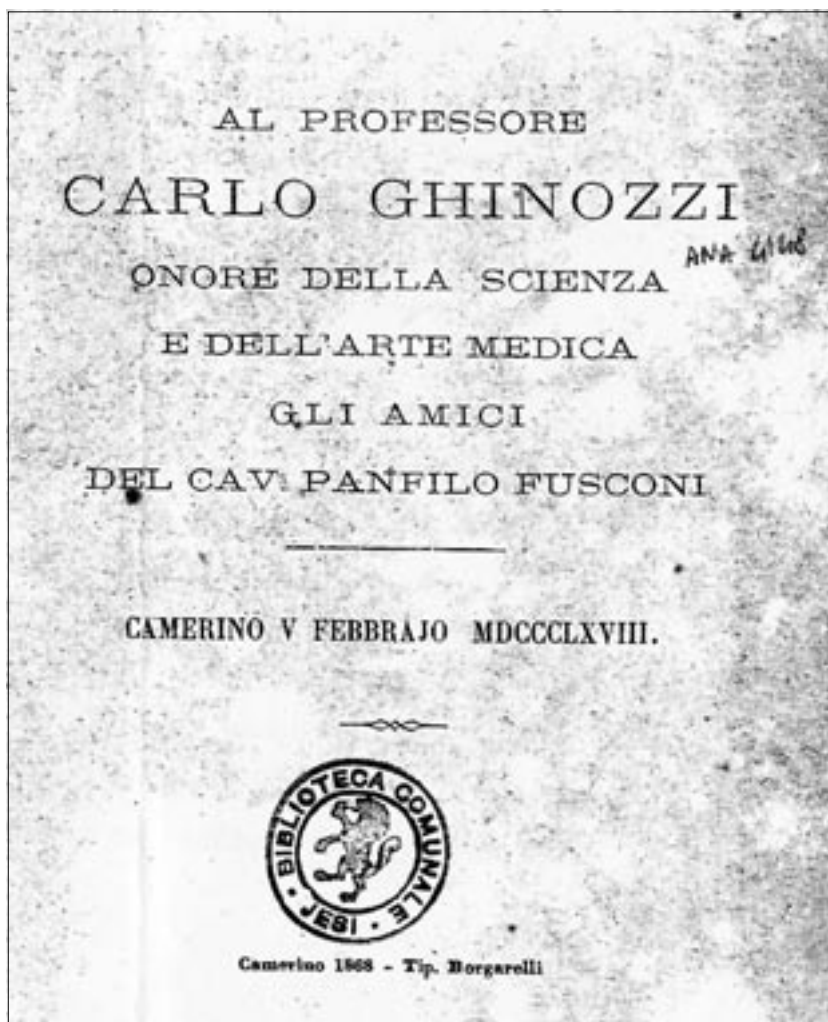 AL PROFESSORE
CARLO GHINOZZI
ANA
ONORE DELLA SCIENZA
E DELL'ARTE MEDICA
GLI AMICI
DEL CAV. PANFILO FUSCONI
CAMERINO V FEBBRAJO MDCCCLXVIII.
BIBLIOTECA COMUNALE
· JESI ·
Camerino 1868 - Tip. Borgarelli